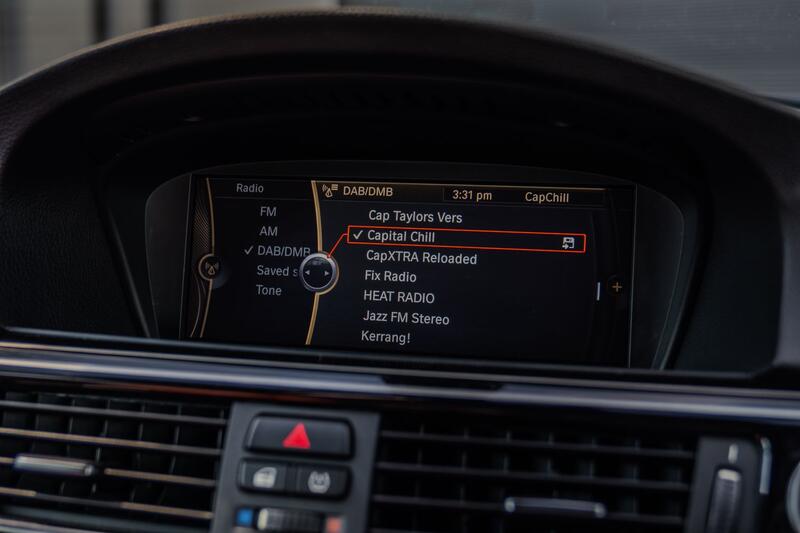 Radio
FM
AM
DAB/DMB
Saved s
Tone
DAB/DMB 3:31 pm CapChill
Cap Taylors Vers
Capital Chill
CapXTRA Reloaded
Fix Radio
HEAT RADIO
Jazz FM Stereo
Kerrang!